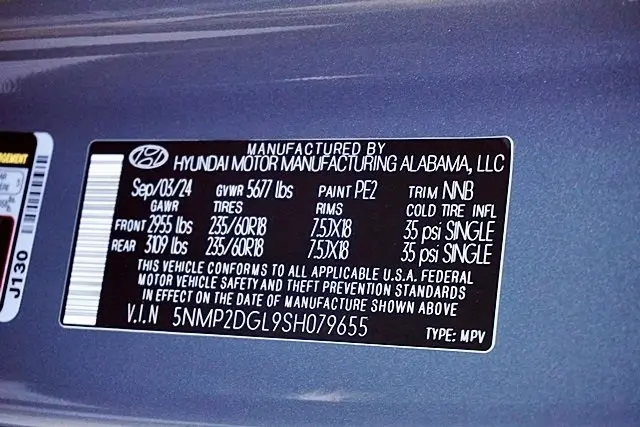 MANUFACTURED BY
HYUNDAI MOTOR MANUFACTURING ALABAMA, LLC
Sep/03/24 GVWR 5677 lbs PAINT PE2 TRIM NNB
GAWR TIRES RIMS COLD TIRE INFL
FRONT 2955 lbs 235/60R18 7.5JX18 35 psi SINGLE
REAR 3109 lbs 235/60R18 7.5JX18 35 psi SINGLE
THIS VEHICLE CONFORMS TO ALL APPLICABLE U.S.A. FEDERAL
MOTOR VEHICLE SAFETY AND THEFT PREVENTION STANDARDS
IN EFFECT ON THE DATE OF MANUFACTURE SHOWN ABOVE
V.I.N 5NMP2DGL9SH079655 TYPE: MPV
J130